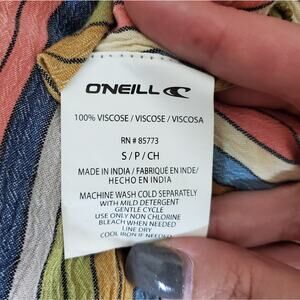 O'NEILL
100% VISCOSE / VISCOSE / VISCOSA
RN # 85773
S / P / CH
MADE IN INDIA / FABRIQUÉ EN INDE/
HECHO EN INDIA
MACHINE WASH COLD SEPARATELY
WITH MILD DETERGENT
GENTLE CYCLE
USE ONLY NON CHLORINE
BLEACH WHEN NEEDED
LINE DRY
COOL IRON IF NEEDED